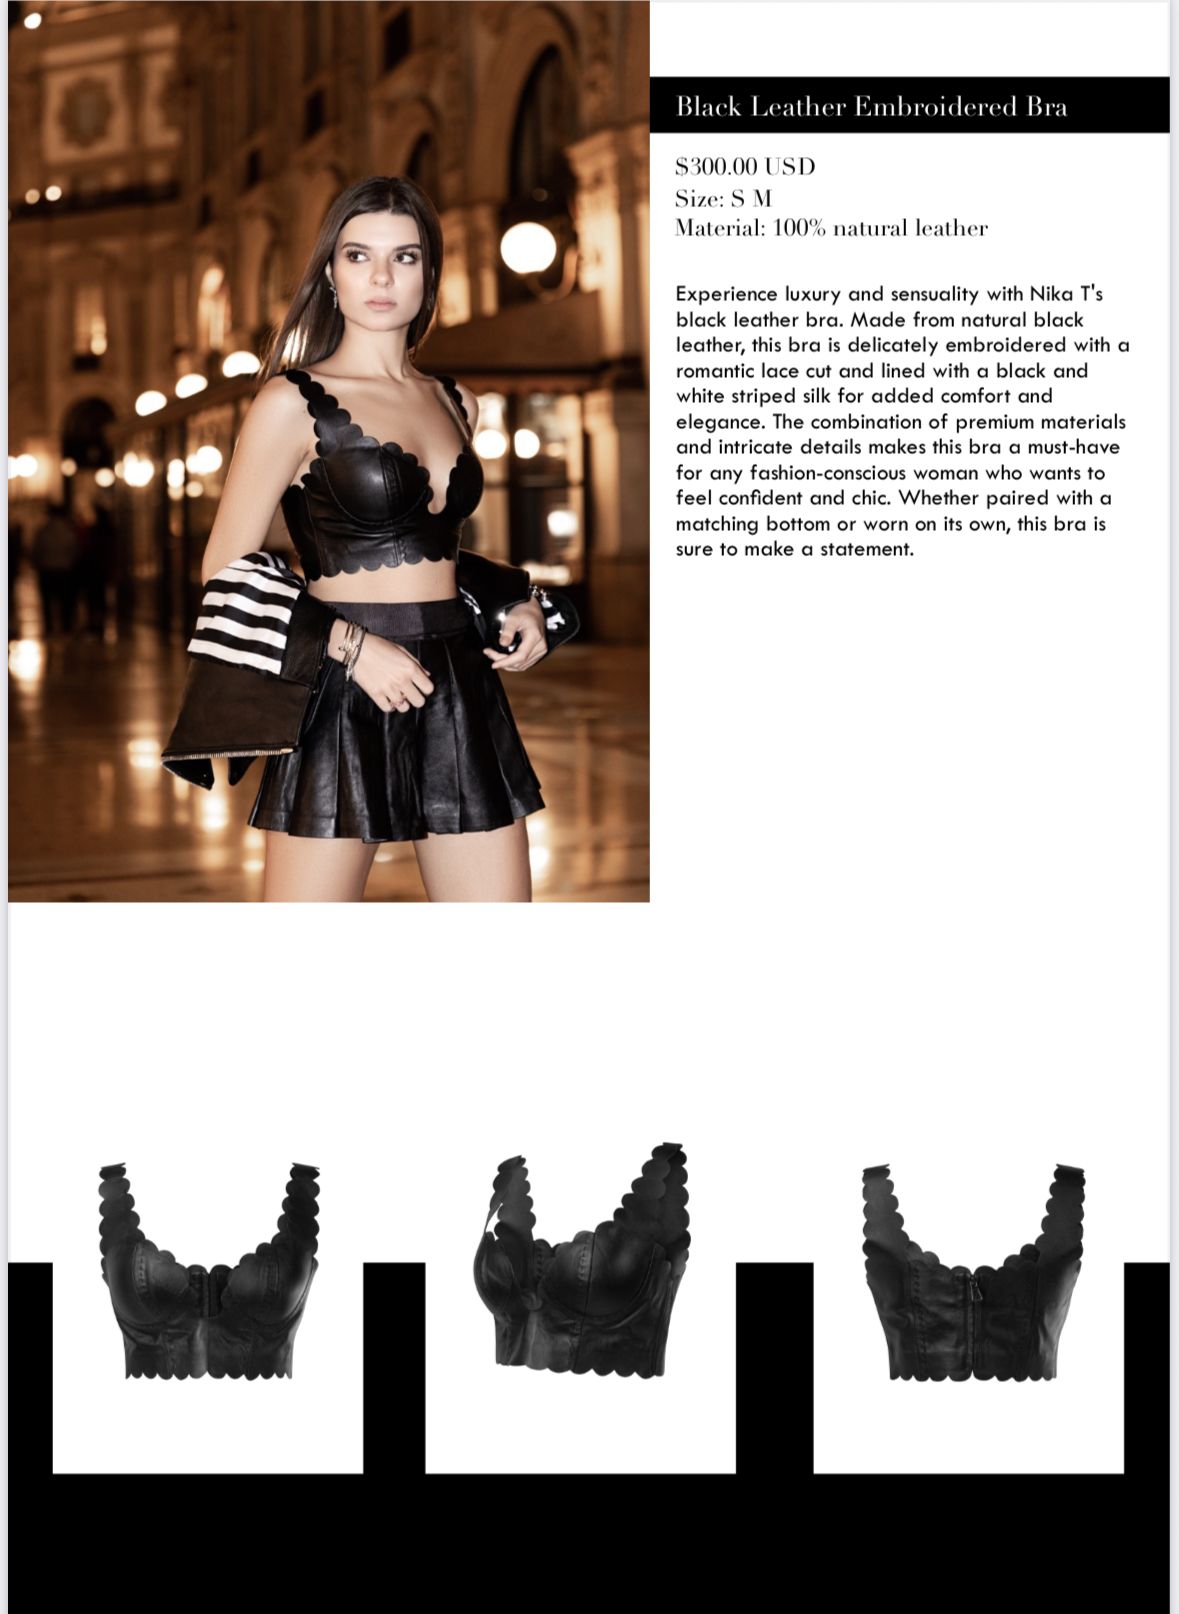 Black Leather Embroidered Bra
$300.00 USD
Size: S M
Material: 100% natural leather
Experience luxury and sensuality with Nika T's
black leather bra. Made from natural black
leather, this bra is delicately embroidered with a
romantic lace cut and lined with a black and
white striped silk for added comfort and
elegance. The combination of premium materials
and intricate details makes this bra a must-have
for any fashion-conscious woman who wants to
feel confident and chic. Whether paired with a
matching bottom or worn on its own, this bra is
sure to make a statement.